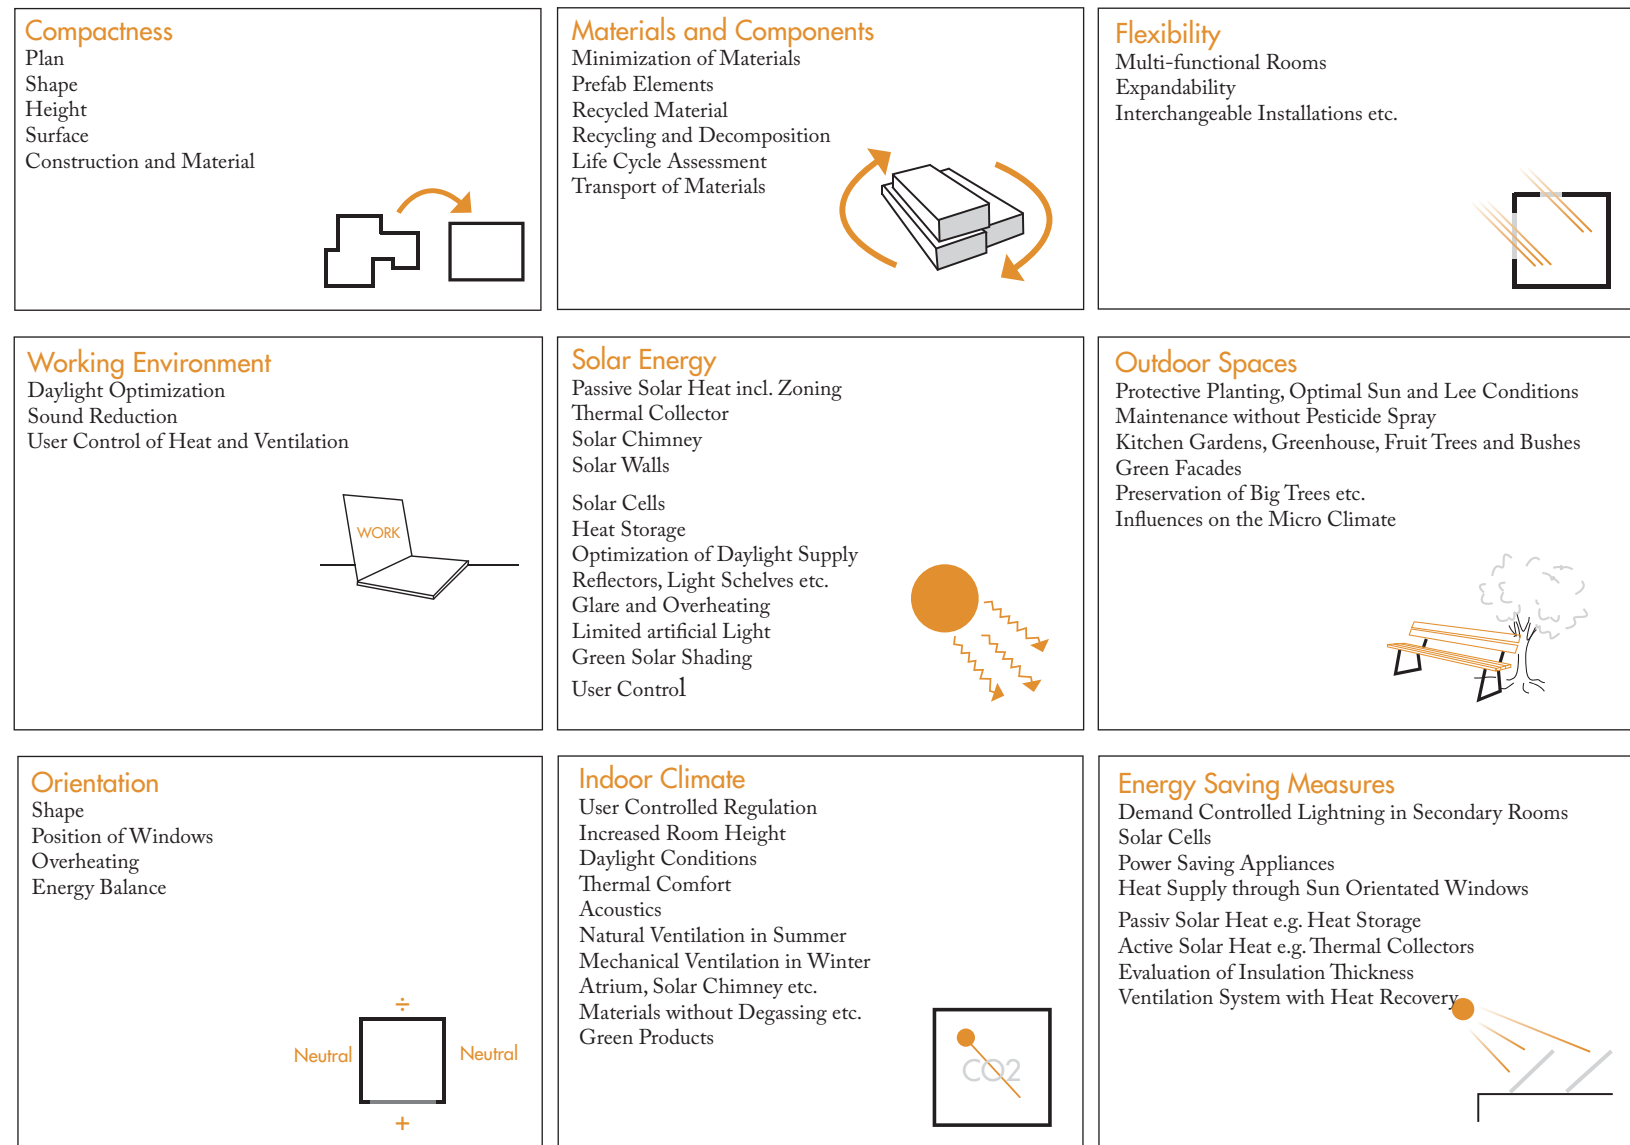 Compactness
Plan
Shape
Height
Surface
Construction and Material
Materials and Components
Minimization of Materials
Prefab Elements
Recycled Material
Recycling and Decomposition
Life Cycle Assessment
Transport of Materials
Flexibility
Multi-functional Rooms
Expandability
Interchangeable Installations etc.
Working Environment
Daylight Optimization
Sound Reduction
User Control of Heat and Ventilation
WORK
Solar Energy
Passive Solar Heat incl. Zoning
Thermal Collector
Solar Chimney
Solar Walls
Solar Cells
Heat Storage
Optimization of Daylight Supply
Reflectors, Light Schelves etc.
Glare and Overheating
Limited artificial Light
Green Solar Shading
User Control
Outdoor Spaces
Protective Planting, Optimal Sun and Lee Conditions
Maintenance without Pesticide Spray
Kitchen Gardens, Greenhouse, Fruit Trees and Bushes
Green Facades
Preservation of Big Trees etc.
Influences on the Micro Climate
Orientation
Shape
Position of Windows
Overheating
Energy Balance
÷
Neutral Neutral
+
Indoor Climate
User Controlled Regulation
Increased Room Height
Daylight Conditions
Thermal Comfort
Acoustics
Natural Ventilation in Summer
Mechanical Ventilation in Winter
Atrium, Solar Chimney etc.
Materials without Degassing etc.
Green Products
CO2
Energy Saving Measures
Demand Controlled Lightning in Secondary Rooms
Solar Cells
Power Saving Appliances
Heat Supply through Sun Orientated Windows
Passiv Solar Heat e.g. Heat Storage
Active Solar Heat e.g. Thermal Collectors
Evaluation of Insulation Thickness
Ventilation System with Heat Recovery